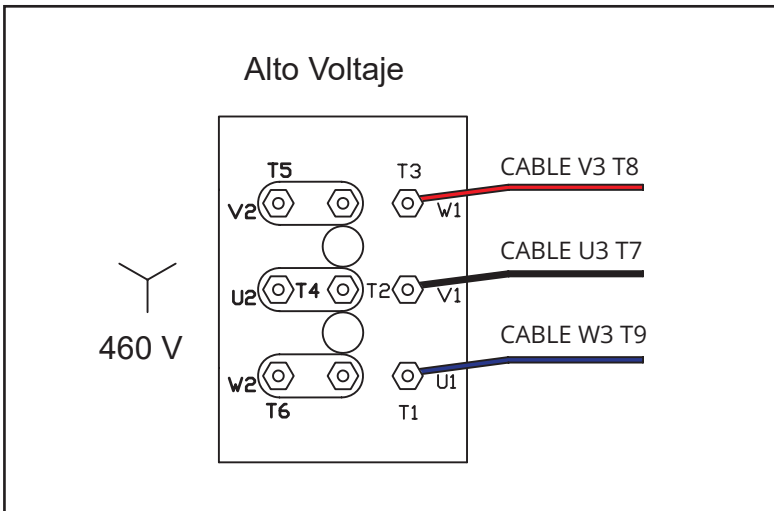 Alto Voltaje
T5 T3 CABLE V3 T8
V2 W1
CABLE U3 T7
U2 T4 T2 V1
460 V
CABLE W3 T9
W2 U1
T6 T1